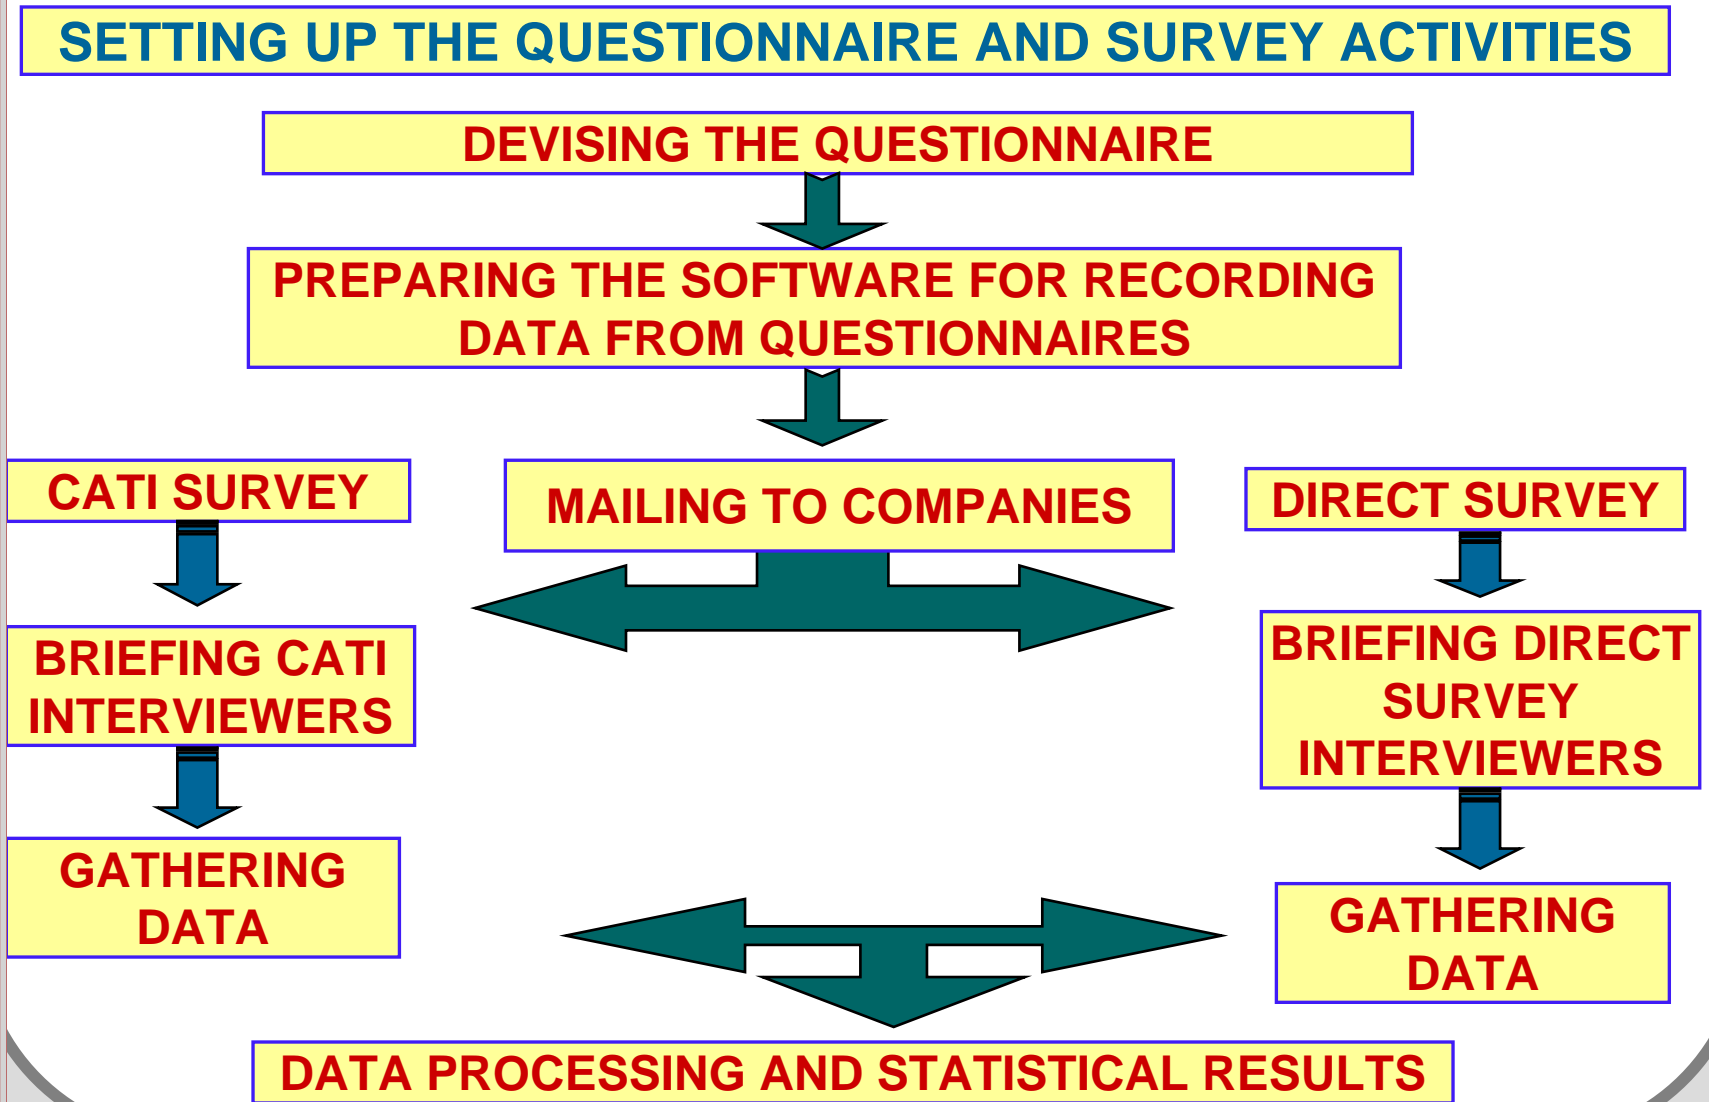 SETTING UP THE QUESTIONNAIRE AND SURVEY ACTIVITIES
DEVISING THE QUESTIONNAIRE
PREPARING THE SOFTWARE FOR RECORDING
DATA FROM QUESTIONNAIRES
CATI SURVEY
MAILING TO COMPANIES
DIRECT SURVEY
BRIEFING CATI
INTERVIEWERS
BRIEFING DIRECT
SURVEY
INTERVIEWERS
GATHERING
DATA
GATHERING
DATA
DATA PROCESSING AND STATISTICAL RESULTS